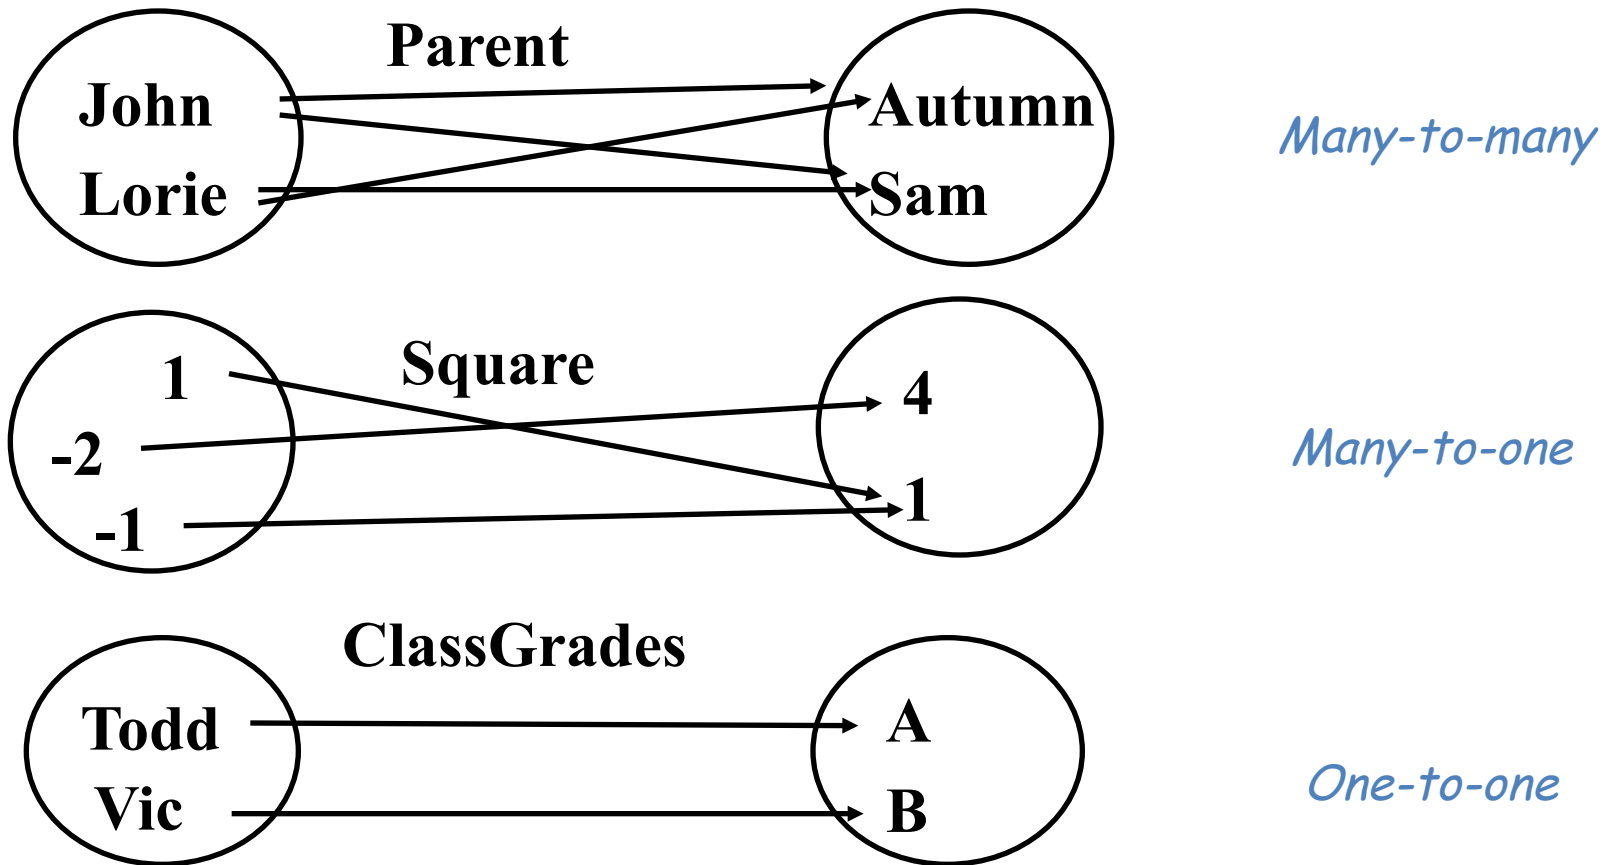 Parent
John
Autumn
Many-to-many
Lorie
Sam
Square
1
4
Many-to-one
-2
1
-1
ClassGrades
Todd
A
One-to-one
Vic
B